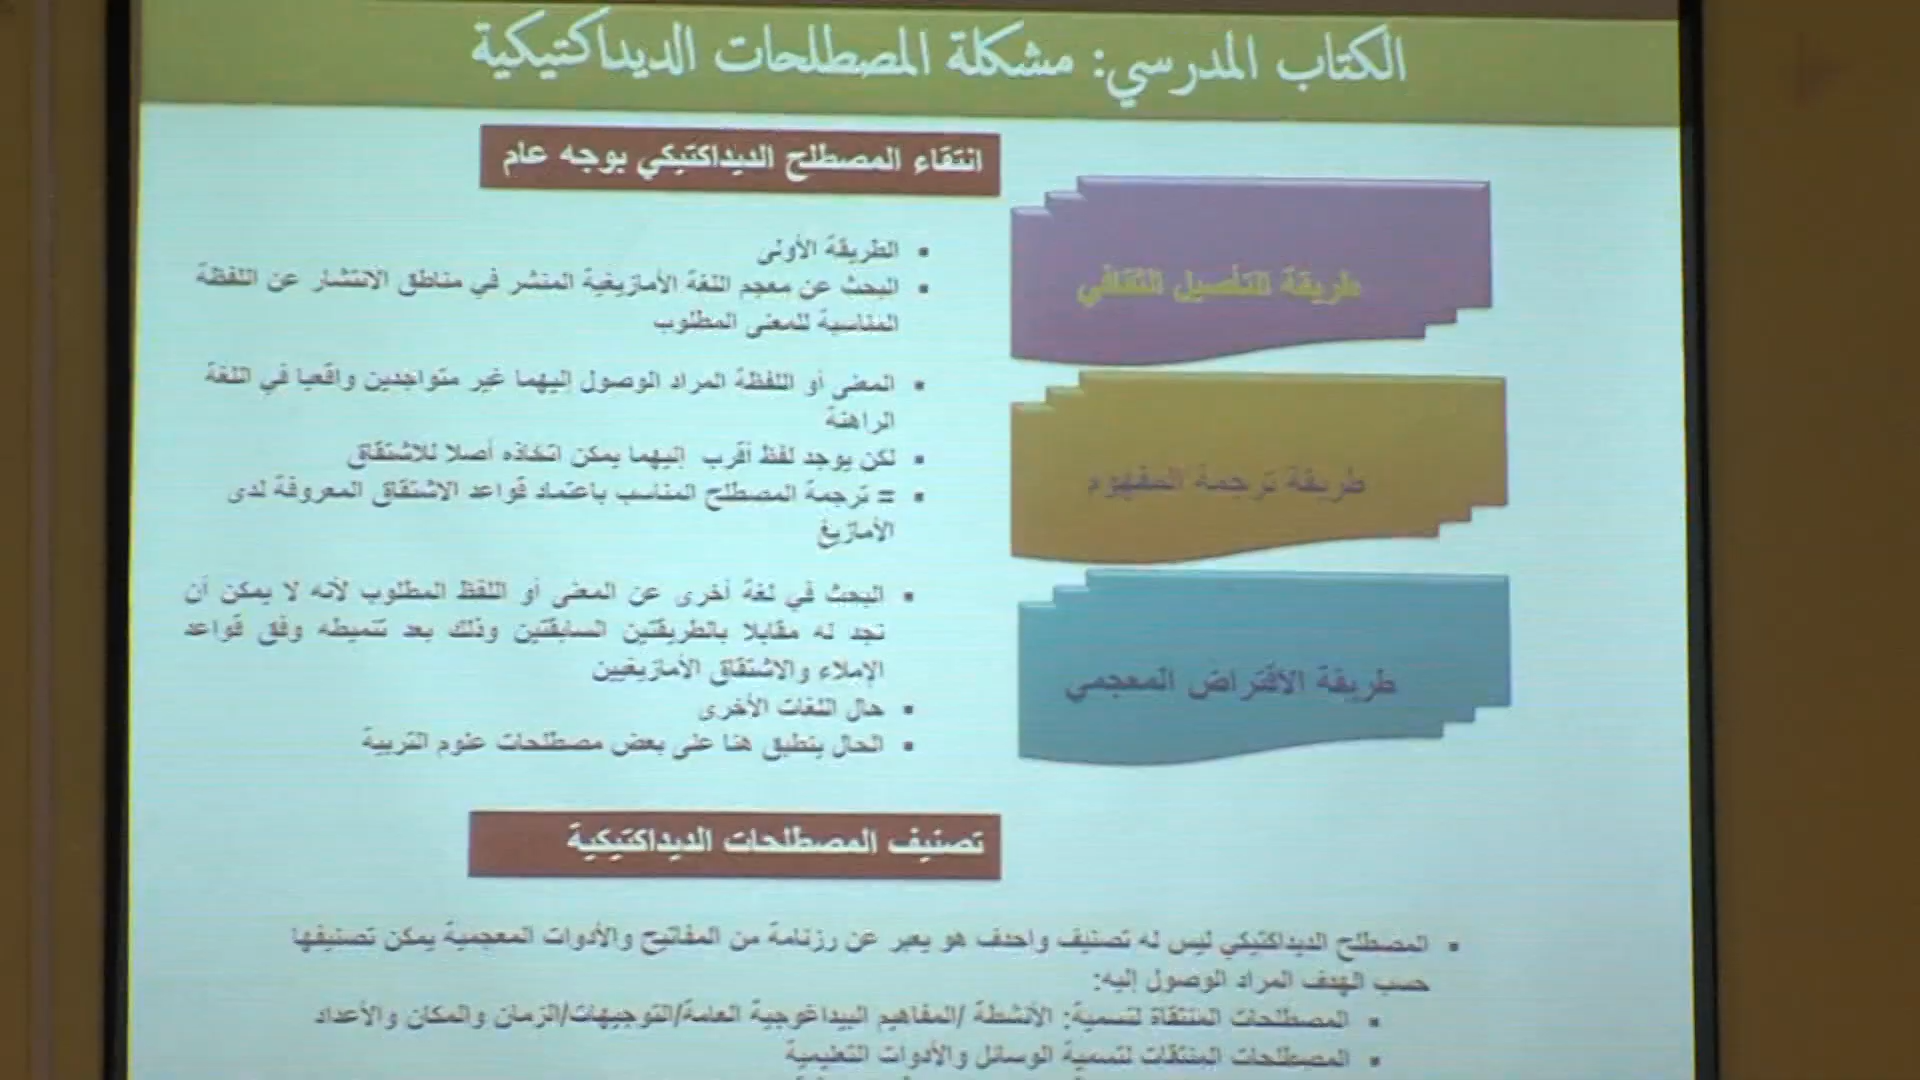 الكتاب المدرسي: مشكلة المصطلحات الديداكتيكية
انتقاء المصطلح الديداكتيكي بوجه عام
طريقة التأصيل الثقافي
الطريقة الأولى
البحث عن معجم اللغة الأمازيغية المنشر في مناطق الانتشار عن اللفظة
المناسبة للمعنى المطلوب
طريقة ترجمة المفهوم
المعنى أو اللفظة المراد الوصول إليهما غير متواجدين واقعيا في اللغة
الراهنة
لكن يوجد لفظ أقرب إليهما يمكن اتخاذه أصلا للاشتقاق
= ترجمة المصطلح المناسب باعتماد قواعد الاشتقاق المعروفة لدى
الأمازيغ
طريقة الاقتراض المعجمي
البحث في لغة أخرى عن المعنى أو اللفظ المطلوب لأنه لا يمكن أن
نجد له مقابلا بالطريقتين السابقتين وذلك بعد تنميطه وفق قواعد
الإملاء والاشتقاق الأمازيغيين
حال اللغات الأخرى
الحال ينطبق هنا على بعض مصطلحات علوم التربية
تصنيف المصطلحات الديداكتيكية
المصطلح الديداكتيكي ليس له تصنيف واحدف هو يعبر عن رزنامة من المفاتيح والأدوات المعجمية يمكن تصنيفها
حسب الهدف المراد الوصول إليه:
المصطلحات المنتقاة لتسمية: الأنشطة /المفاهيم البيداغوجية العامة/التوجيهات/الزمان والمكان والأعداد
المصطلحات المنتقات لتسمية الوسائل والأدوات التعليمية